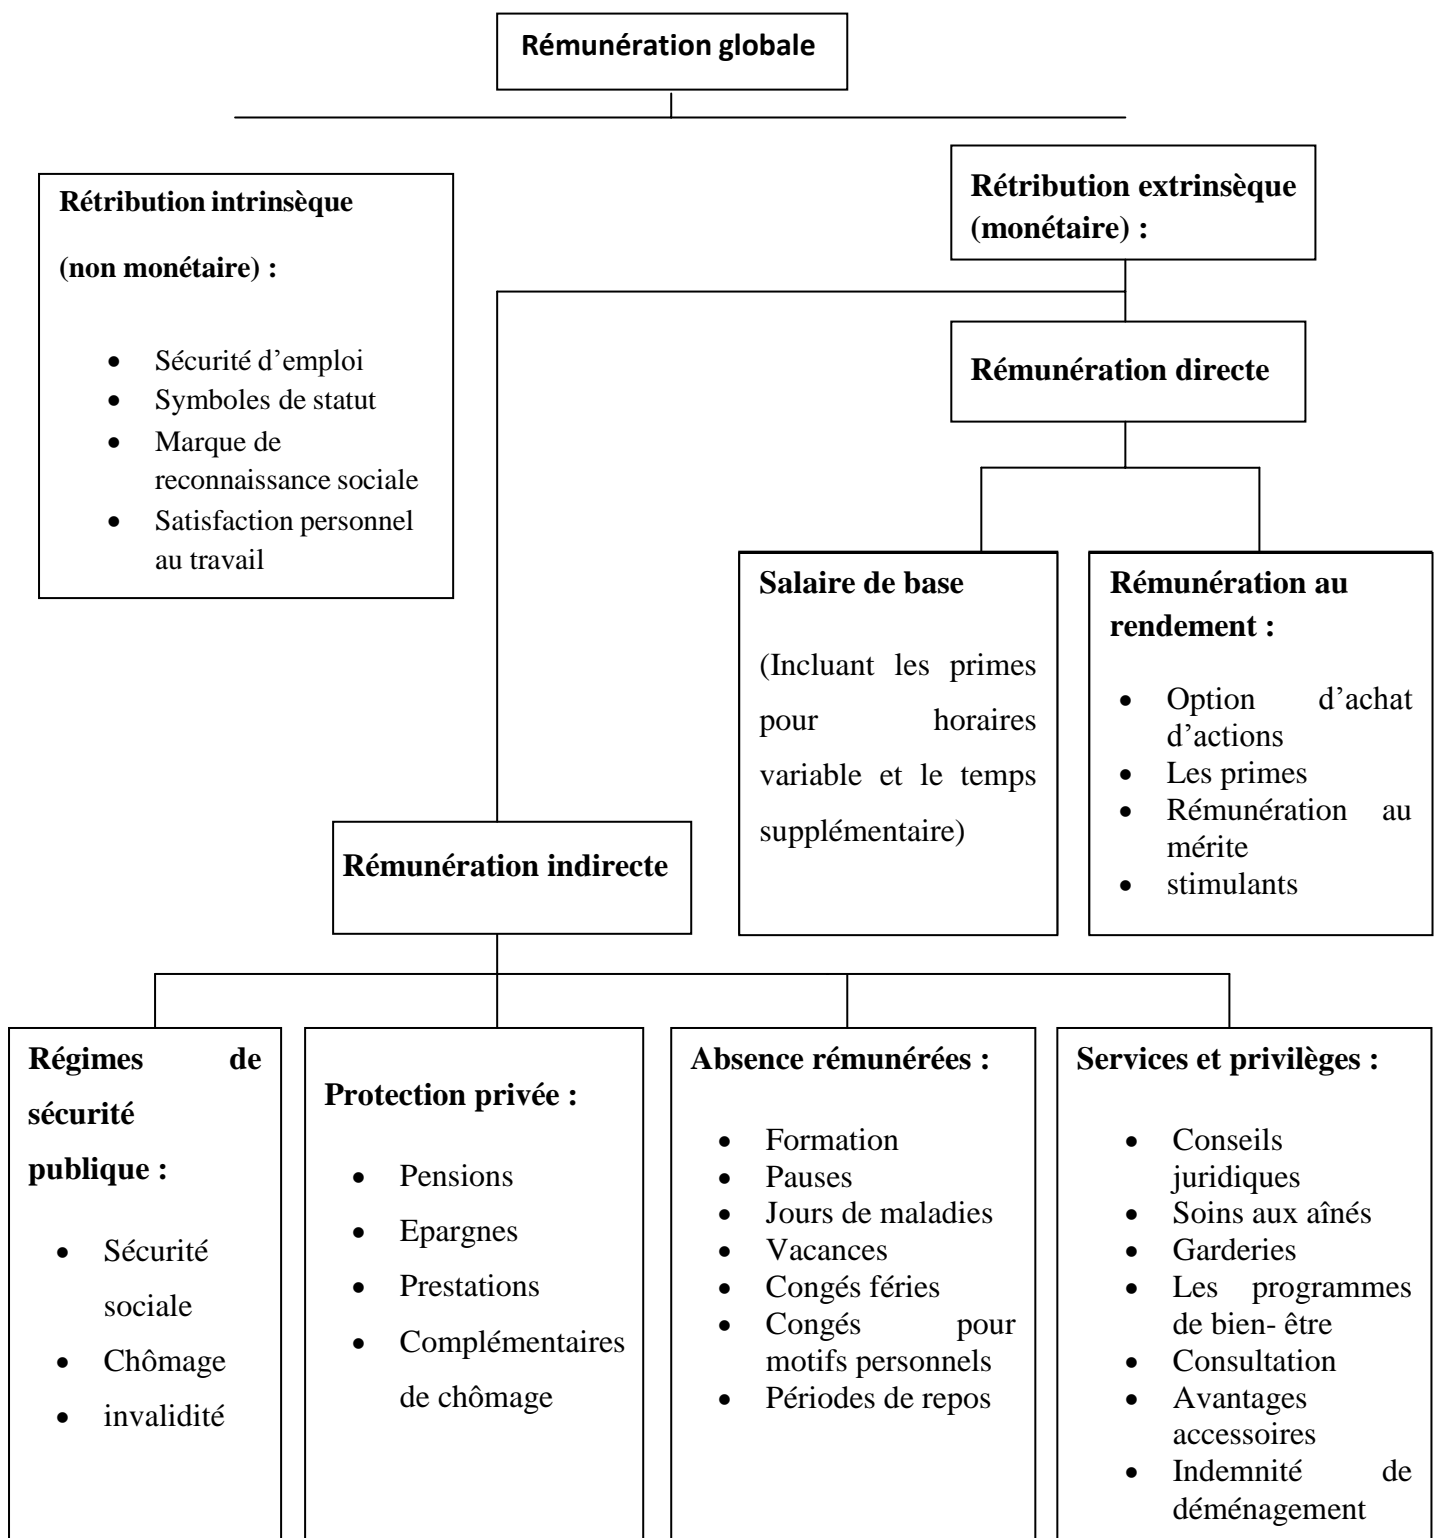 Rémunération globale
Rétribution intrinsèque
(non monétaire) :
• Sécurité d’emploi
• Symboles de statut
• Marque de
reconnaissance sociale
• Satisfaction personnel
au travail
Rétribution extrinsèque
(monétaire) :
Rémunération directe
Salaire de base
(Incluant les primes
pour horaires
variable et le temps
supplémentaire)
Rémunération au
rendement :
• Option d’achat
d’actions
• Les primes
• Rémunération au
mérite
• stimulants
Rémunération indirecte
Régimes de
sécurité
publique :
• Sécurité
sociale
• Chômage
• invalidité
Protection privée :
• Pensions
• Epargnes
• Prestations
• Complémentaires
de chômage
Absence rémunérées :
• Formation
• Pauses
• Jours de maladies
• Vacances
• Congés féries
• Congés pour
motifs personnels
• Périodes de repos
Services et privilèges :
• Conseils
juridiques
• Soins aux aînés
• Garderies
• Les programmes
de bien- être
• Consultation
• Avantages
accessoires
• Indemnité de
déménagement